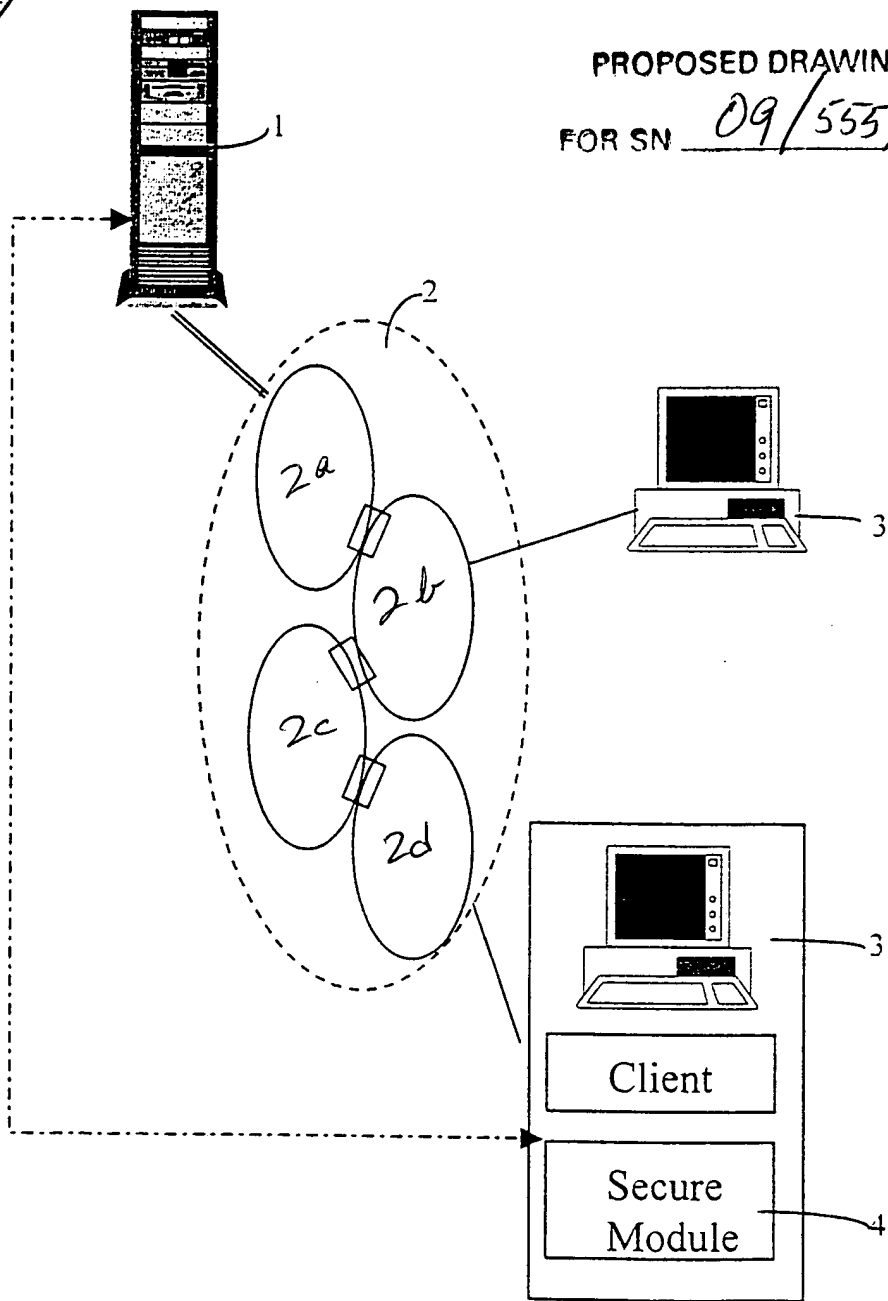 PROPOSED DRAWIN
FOR SN 09/555,
1
2
2a
3
2b
2c
2d
3
Client
Secure
Module
4